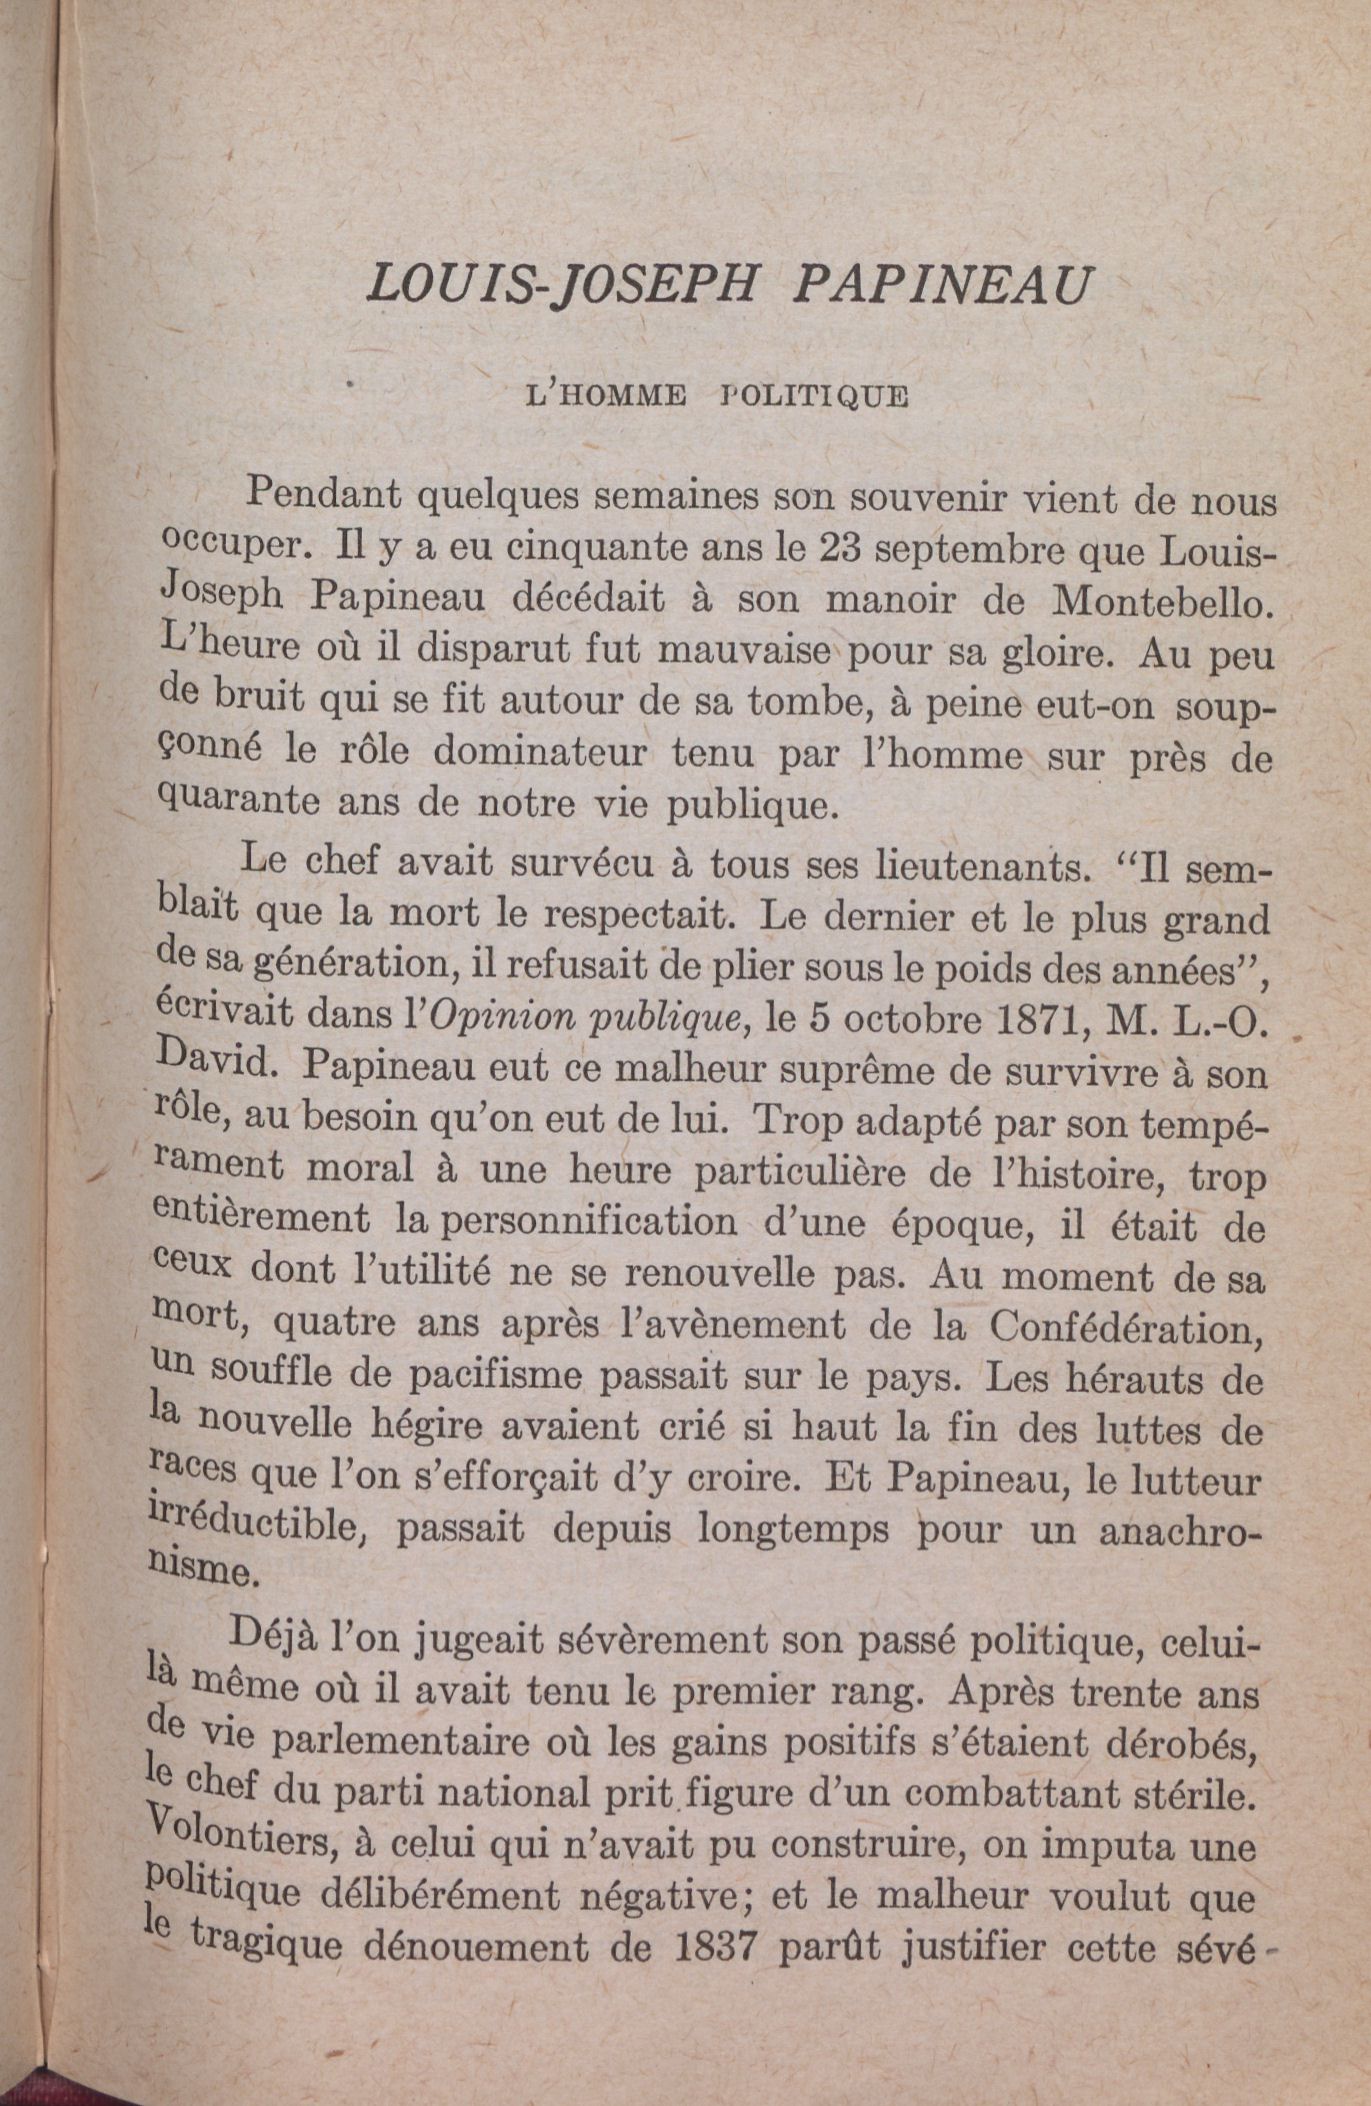 LOUIS-JOSEPH PAPINEAU
L'HOMME POLITIQUE
Pendant quelques semaines son souvenir vient de nous
occuper. Il y a eu cinquante ans le 23 septembre que Louis-
Joseph Papineau décédait à son manoir de Montebello.
L'heure où il disparut fut mauvaise pour sa gloire. Au peu
de bruit qui se fit autour de sa tombe, à peine eut-on soup-
çonné le rôle dominateur tenu par l'homme sur près de
quarante ans de notre vie publique.
Le chef avait survécu à tous ses lieutenants. “Il sem-
blait que la mort le respectait. Le dernier et le plus grand
de sa génération, il refusait de plier sous le poids des années”,
écrivait dans l'Opinion publique, le 5 octobre 1871, M. L.-O.
David. Papineau eut ce malheur suprême de survivre à son
rôle, au besoin qu'on eut de lui. Trop adapté par son tempé-
rament moral à une heure particulière de l'histoire, trop
entièrement la personnification d'une époque, il était de
ceux dont l'utilité ne se renouvelle pas. Au moment de sa
mort, quatre ans après l'avènement de la Confédération,
un souffle de pacifisme passait sur le pays. Les hérauts de
la nouvelle hégire avaient crié si haut la fin des luttes de
races que l'on s'efforçait d'y croire. Et Papineau, le lutteur
irréductible, passait depuis longtemps pour un anachro-
nisme.
Déjà l'on jugeait sévèrement son passé politique, celui-
là même où il avait tenu le premier rang. Après trente ans
de vie parlementaire où les gains positifs s'étaient dérobés,
le chef du parti national prit figure d'un combattant stérile.
Volontiers, à celui qui n'avait pu construire, on imputa une
politique délibérément négative; et le malheur voulut que
le tragique dénouement de 1837 parût justifier cette sévé-